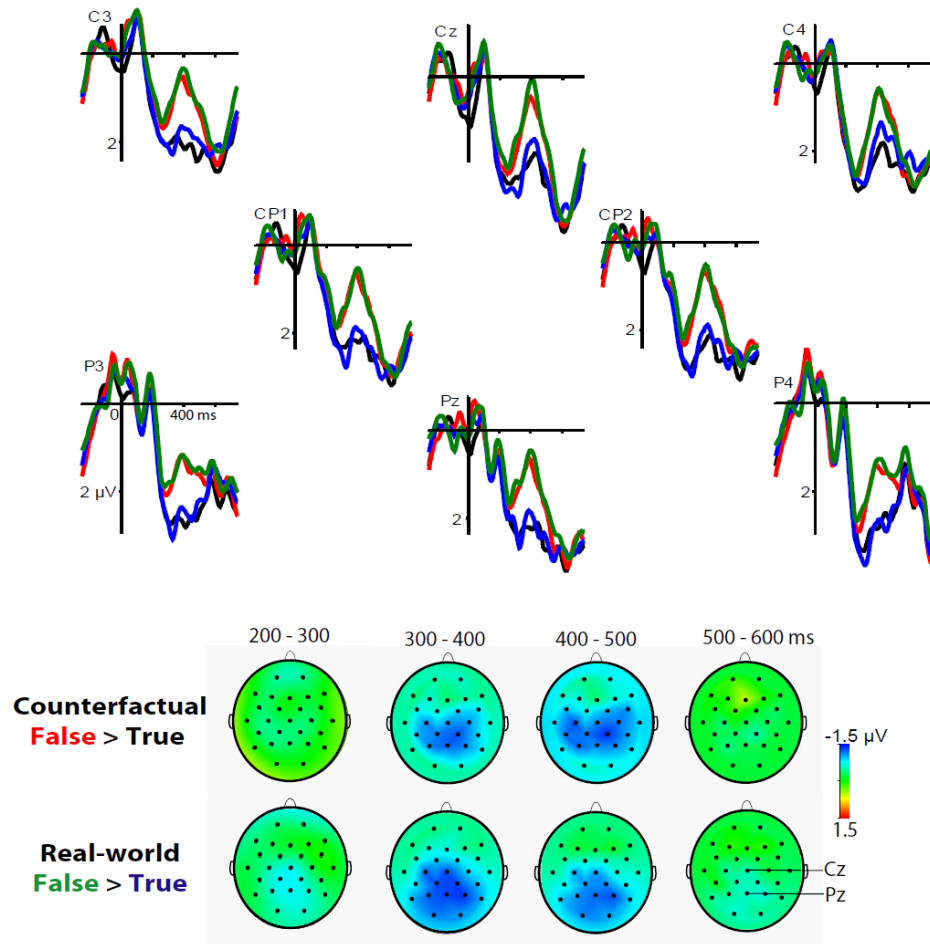 C3
Cz
C4
2
2
2
CP1
CP2
2
2
P3
Pz
P4
0
400 ms
2 µV
2
2
200 - 300
300 - 400
400 - 500
500 - 600 ms
Counterfactual
False > True
-1.5 µV
1.5
Real-world
False > True
Cz
Pz